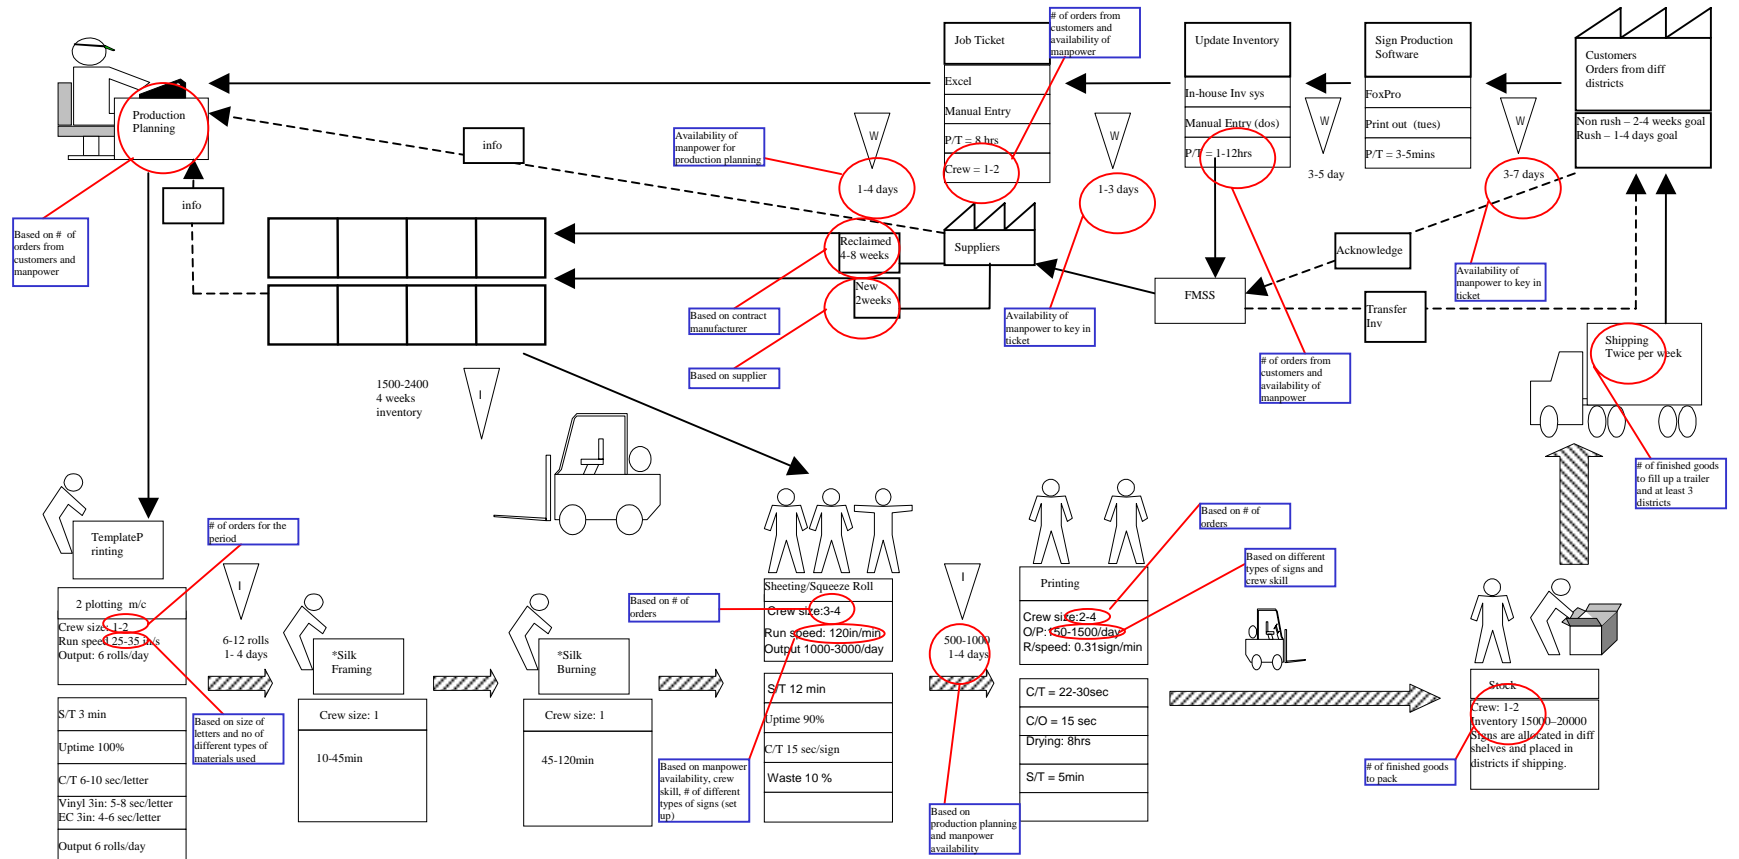 Job Ticket
Excel
Manual Entry
P/T = 8 hrs
Crew = 1-2
# of orders from
customers and
availability of
manpower
Update Inventory
In-house Inv sys
Manual Entry (dos)
P/T = 1-12hrs
Sign Production
Software
FoxPro
Print out (tues)
P/T = 3-5mins
Customers
Orders from diff
districts
Non rush – 2-4 weeks goal
Rush – 1-4 days goal
Production
Planning
info
info
Availability of
manpower for
production planning
W
1-4 days
W
1-3 days
W
3-5 day
W
3-7 days
Based on # of
orders from
customers and
manpower
Reclaimed
4-8 weeks
New
2weeks
Suppliers
FMSS
Acknowledge
Transfer
Inv
Availability of
manpower to key in
ticket
Based on contract
manufacturer
Based on supplier
Availability of
manpower to key in
ticket
# of orders from
customers and
availability of
manpower
Shipping
Twice per week
# of finished goods
to fill up a trailer
and at least 3
districts
1500-2400
4 weeks
inventory
I
TemplateP
rinting
# of orders for the
period
2 plotting m/c
Crew size: 1-2
Run speed 25-35 in/s
Output: 6 rolls/day
S/T 3 min
Uptime 100%
C/T 6-10 sec/letter
Vinyl 3in: 5-8 sec/letter
EC 3in: 4-6 sec/letter
Output 6 rolls/day
I
6-12 rolls
1- 4 days
Based on size of
letters and no of
different types of
materials used
*Silk
Framing
Crew size: 1
10-45min
*Silk
Burning
Crew size: 1
45-120min
Based on # of
orders
Sheeting/Squeeze Roll
Crew size:3-4
Run speed: 120in/min
Output 1000-3000/day
S/T 12 min
Uptime 90%
C/T 15 sec/sign
Waste 10 %
Based on manpower
availability, crew
skill, # of different
types of signs (set
up)
I
500-1000
1-4 days
Based on
production planning
and manpower
availability
Printing
Crew size:2-4
O/P:150-1500/day
R/speed: 0.31sign/min
C/T = 22-30sec
C/O = 15 sec
Drying: 8hrs
S/T = 5min
Based on # of
orders
Based on different
types of signs and
crew skill
Stock
Crew: 1-2
Inventory 15000–20000
Signs are allocated in diff
shelves and placed in
districts if shipping.
# of finished goods
to pack